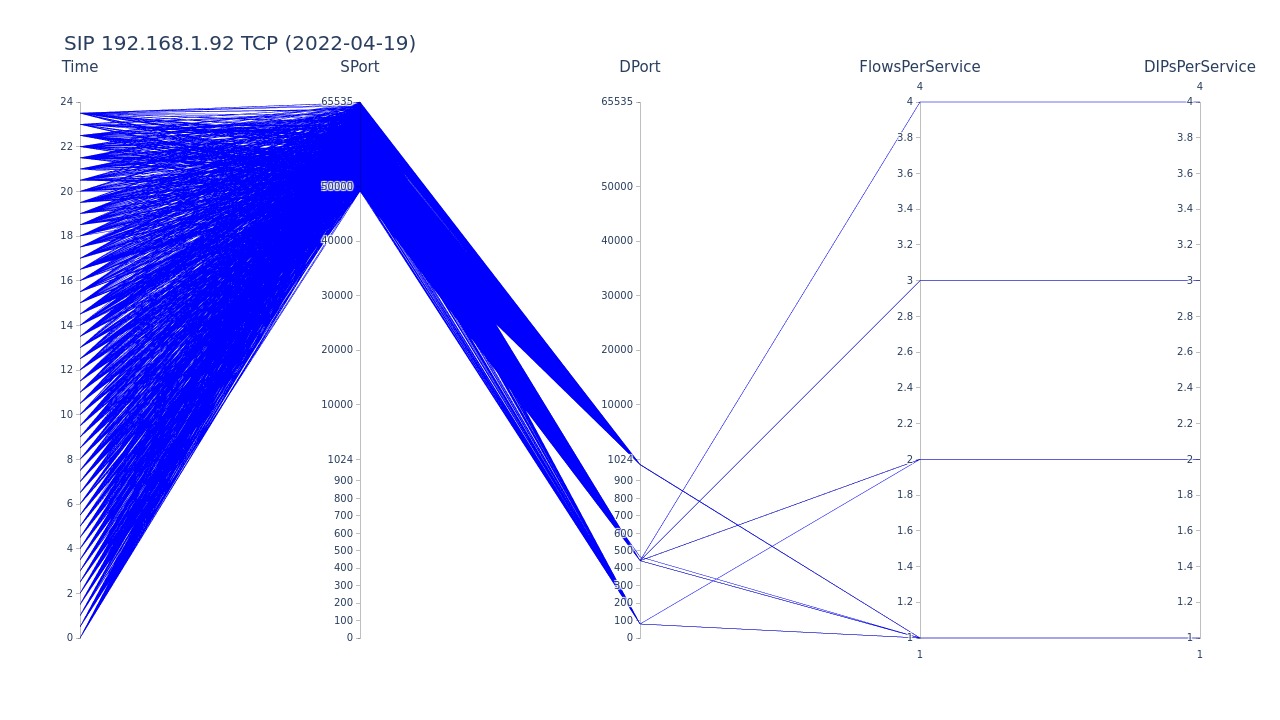 SIP 192.168.1.92 TCP (2022-04-19)
Time SPort DPort FlowsPerService DIPsPerService
4 4
24 65535 65535 4 4
3.8 3.8
22 3.6 3.6
20 50000 50000 3.4 3.4
18 40000 40000 3.2 3.2
16 30000 30000 3 3
2.8 2.8
14 20000 20000 2.6 2.6
12 10000 10000 2.4 2.4
10 2.2 2.2
8 1024 1024 2 2
900 900
6 800 800 1.8 1.8
700 700
600 600 1.6 1.6
4 500 500
400 400 1.4 1.4
2 300 300
200 200 1.2 1.2
100 100
0 0 0 1 1
1 1